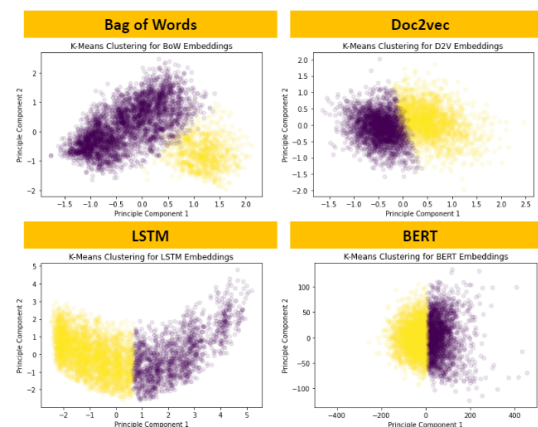 Bag of Words
K-Means Clustering for BoW Embeddings
Principle Component 2
2
1
0
−1
−2
−1.5 −1.0 −0.5 0.0 0.5 1.0 1.5 2.0
Principle Component 1
Doc2vec
K-Means Clustering for D2V Embeddings
Principle Component 2
2.0
1.5
1.0
0.5
0.0
−0.5
−1.0
−1.5
−2.0
−1.5 −1.0 −0.5 0.0 0.5 1.0 1.5 2.0 2.5
Principle Component 1
LSTM
K-Means Clustering for LSTM Embeddings
Principle Component 2
5
4
3
2
1
0
−1
−2
−2 −1 0 1 2 3 4 5
Principle Component 1
BERT
K-Means Clustering for BERT Embeddings
Principle Component 2
100
50
0
−50
−100
−400 −200 0 200 400
Principle Component 1